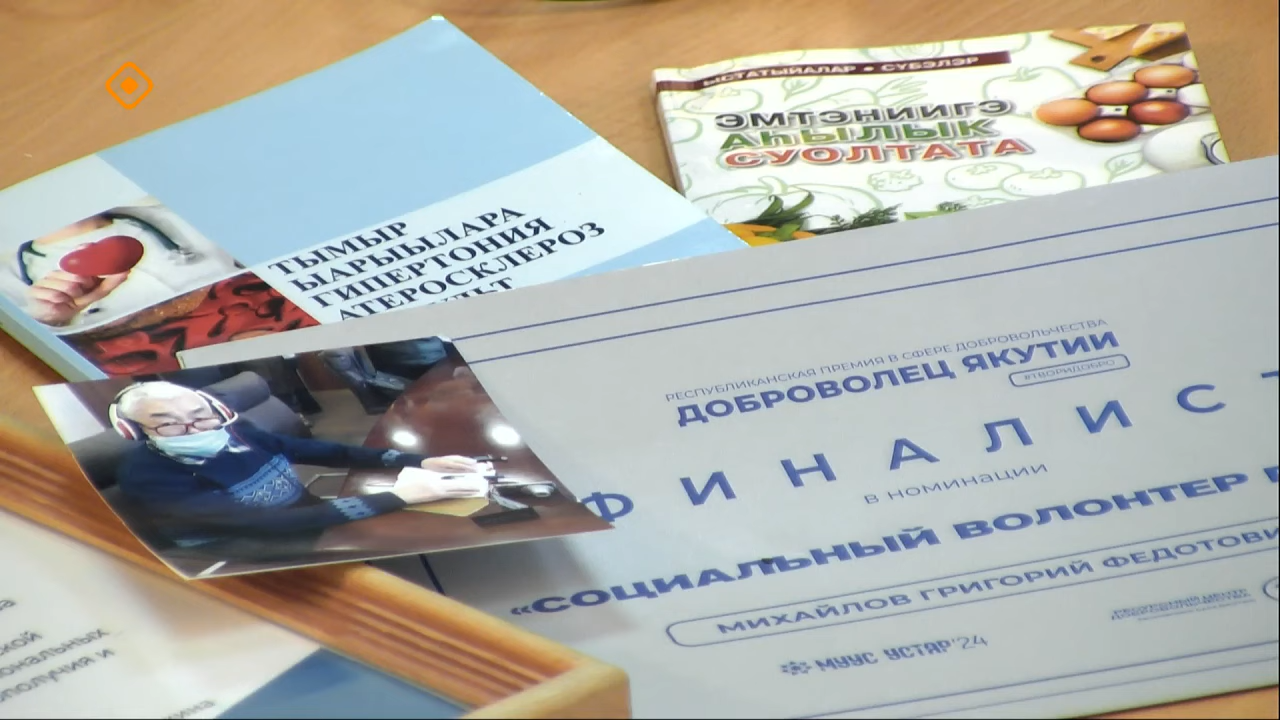 ЫСТАТЫЙАЛАР • СҮБЭЛЭР
ЭМТЭНИИГЭ
АҺЫЛЫК
СУОЛТАТА
ТЫМЫР
ЫАРЫЫЛАРА
ГИПЕРТОНИЯ
АТЕРОСКЛЕРОЗ
РЕСПУБЛИКАНСКАЯ ПРЕМИЯ В СФЕРЕ ДОБРОВОЛЬЧЕСТВА
ДОБРОВОЛЕЦ ЯКУТИИ
#ТВОРИДОБРО
ФИНАЛИСТ
в номинации
«СОЦИАЛЬНЫЙ ВОЛОНТЕР
МИХАЙЛОВ ГРИГОРИЙ ФЕДОТОВИ
МУУС УСТАР'24